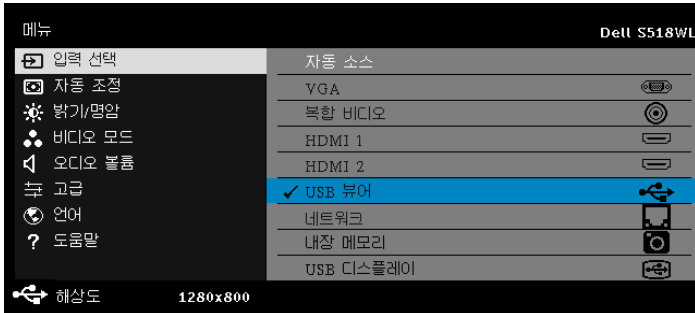 메뉴
Dell S518WL
입력 선택
자동 조정
밝기/명암
비디오 모드
오디오 볼륨
고급
언어
? 도움말
자동 소스
VGA
복합 비디오
HDMI 1
HDMI 2
✓ USB 뷰어
네트워크
내장 메모리
USB 디스플레이
해상도 1280x800